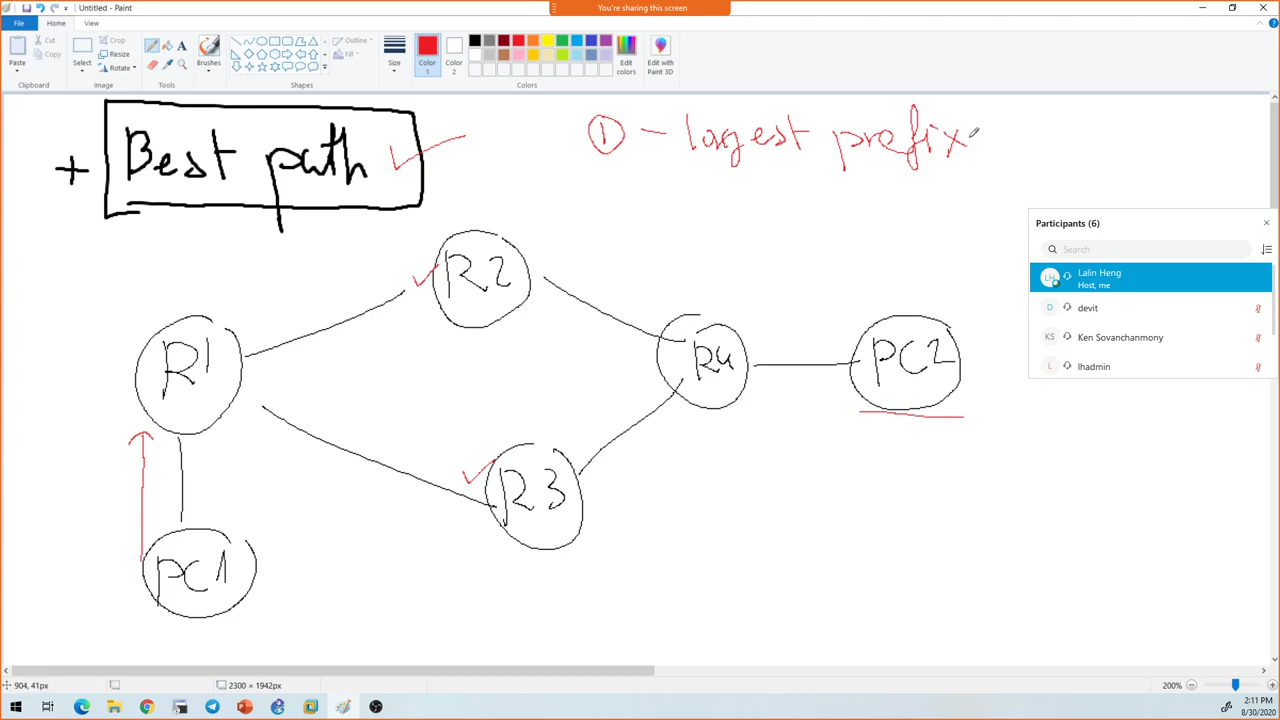 Untitled - Paint
You're sharing this screen
File
Home
View
Paste
Cut
Copy
Clipboard
Select
Crop
Resize
Rotate
Image
Tools
Brushes
Shapes
Outline
Fill
Size
Color 1
Color 2
Edit colors
Edit with Paint 3D
Colors
+ Best path
① - largest prefix
R1
R2
R3
R4
PC1
PC2
Participants (6)
Search
LH
Lalin Heng
Host, me
D
devit
KS
Ken Sovanchanmony
L
lhadmin
904, 41px
2300 × 1942px
200%
2:11 PM
8/30/2020